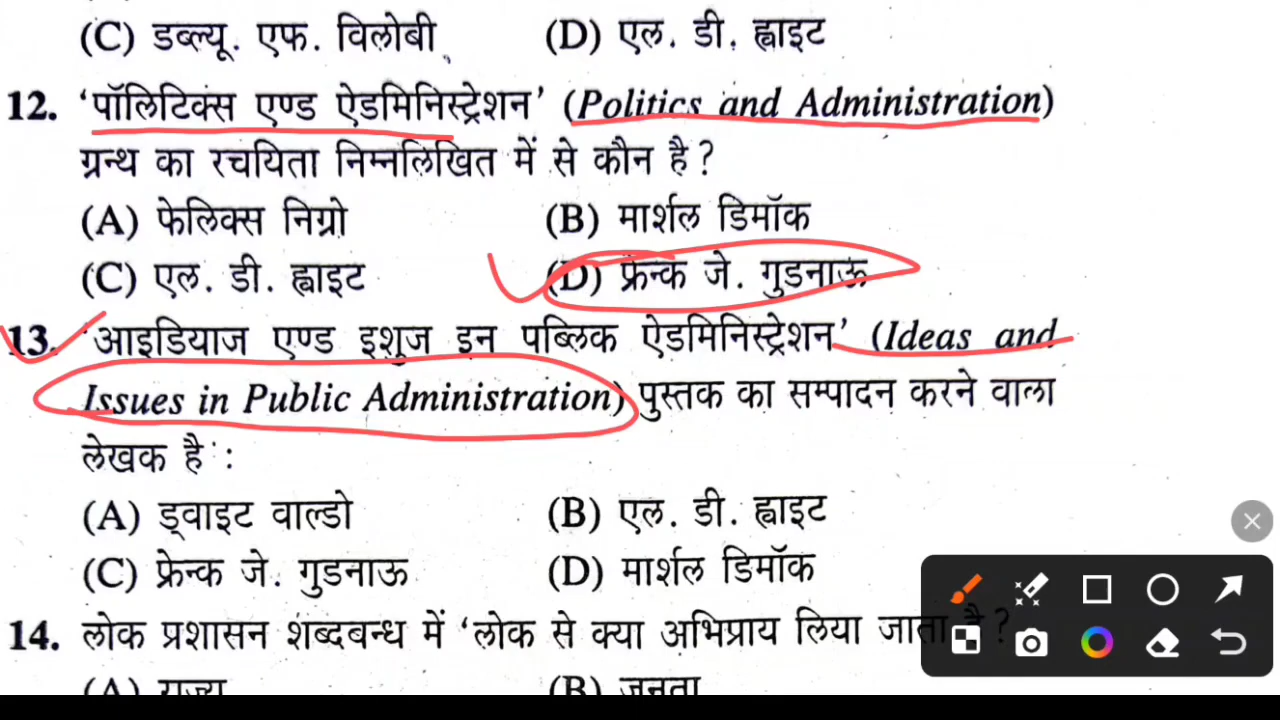 (C) डब्ल्यू. एफ. विलोबी (D) एल. डी. ह्वाइट
12. ‘पॉलिटिक्स एण्ड ऐडमिनिस्ट्रेशन’ (Politics and Administration)
ग्रन्थ का रचयिता निम्नलिखित में से कौन है ?
(A) फेलिक्स निग्रो (B) मार्शल डिमॉक
(C) एल. डी. ह्वाइट (D) फ्रेन्क जे. गुडनाऊ
13. ‘आइडियाज एण्ड इशूज इन पब्लिक ऐडमिनिस्ट्रेशन’ (Ideas and
Issues in Public Administration) पुस्तक का सम्पादन करने वाला
लेखक है :
(A) ड्वाइट वाल्डो (B) एल. डी. ह्वाइट
(C) फ्रेन्क जे. गुडनाऊ (D) मार्शल डिमॉक
14. लोक प्रशासन शब्दबन्ध में ‘लोक से क्या अभिप्राय लिया जाता है ?
(A) राज्य (B) जनता